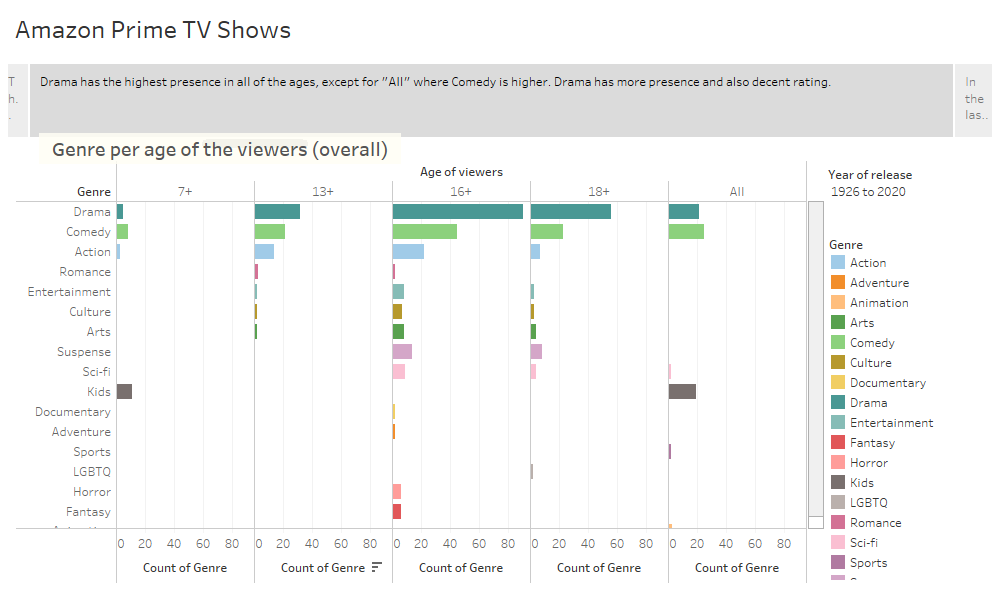 Amazon Prime TV Shows
T
h.
.
Drama has the highest presence in all of the ages, except for "All" where Comedy is higher. Drama has more presence and also decent rating.
In
the
las..
Genre per age of the viewers (overall)
Age of viewers
Genre 7+ 13+ 16+ 18+ All
Drama
Comedy
Action
Romance
Entertainment
Culture
Arts
Suspense
Sci-fi
Kids
Documentary
Adventure
Sports
LGBTQ
Horror
Fantasy
0 20 40 60 80 0 20 40 60 80 0 20 40 60 80 0 20 40 60 80 0 20 40 60 80
Count of Genre Count of Genre Count of Genre Count of Genre Count of Genre
Year of release
1926 to 2020
Genre
Action
Adventure
Animation
Arts
Comedy
Culture
Documentary
Drama
Entertainment
Fantasy
Horror
Kids
LGBTQ
Romance
Sci-fi
Sports